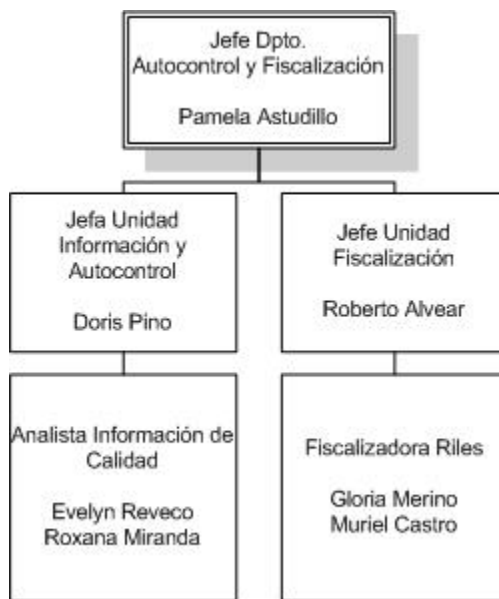 Jefe Dpto.
Autocontrol y Fiscalización
Pamela Astudillo
Jefa Unidad
Información y
Autocontrol
Doris Pino
Jefe Unidad
Fiscalización
Roberto Alvear
Analista Información de
Calidad
Evelyn Reveco
Roxana Miranda
Fiscalizadora Riles
Gloria Merino
Muriel Castro